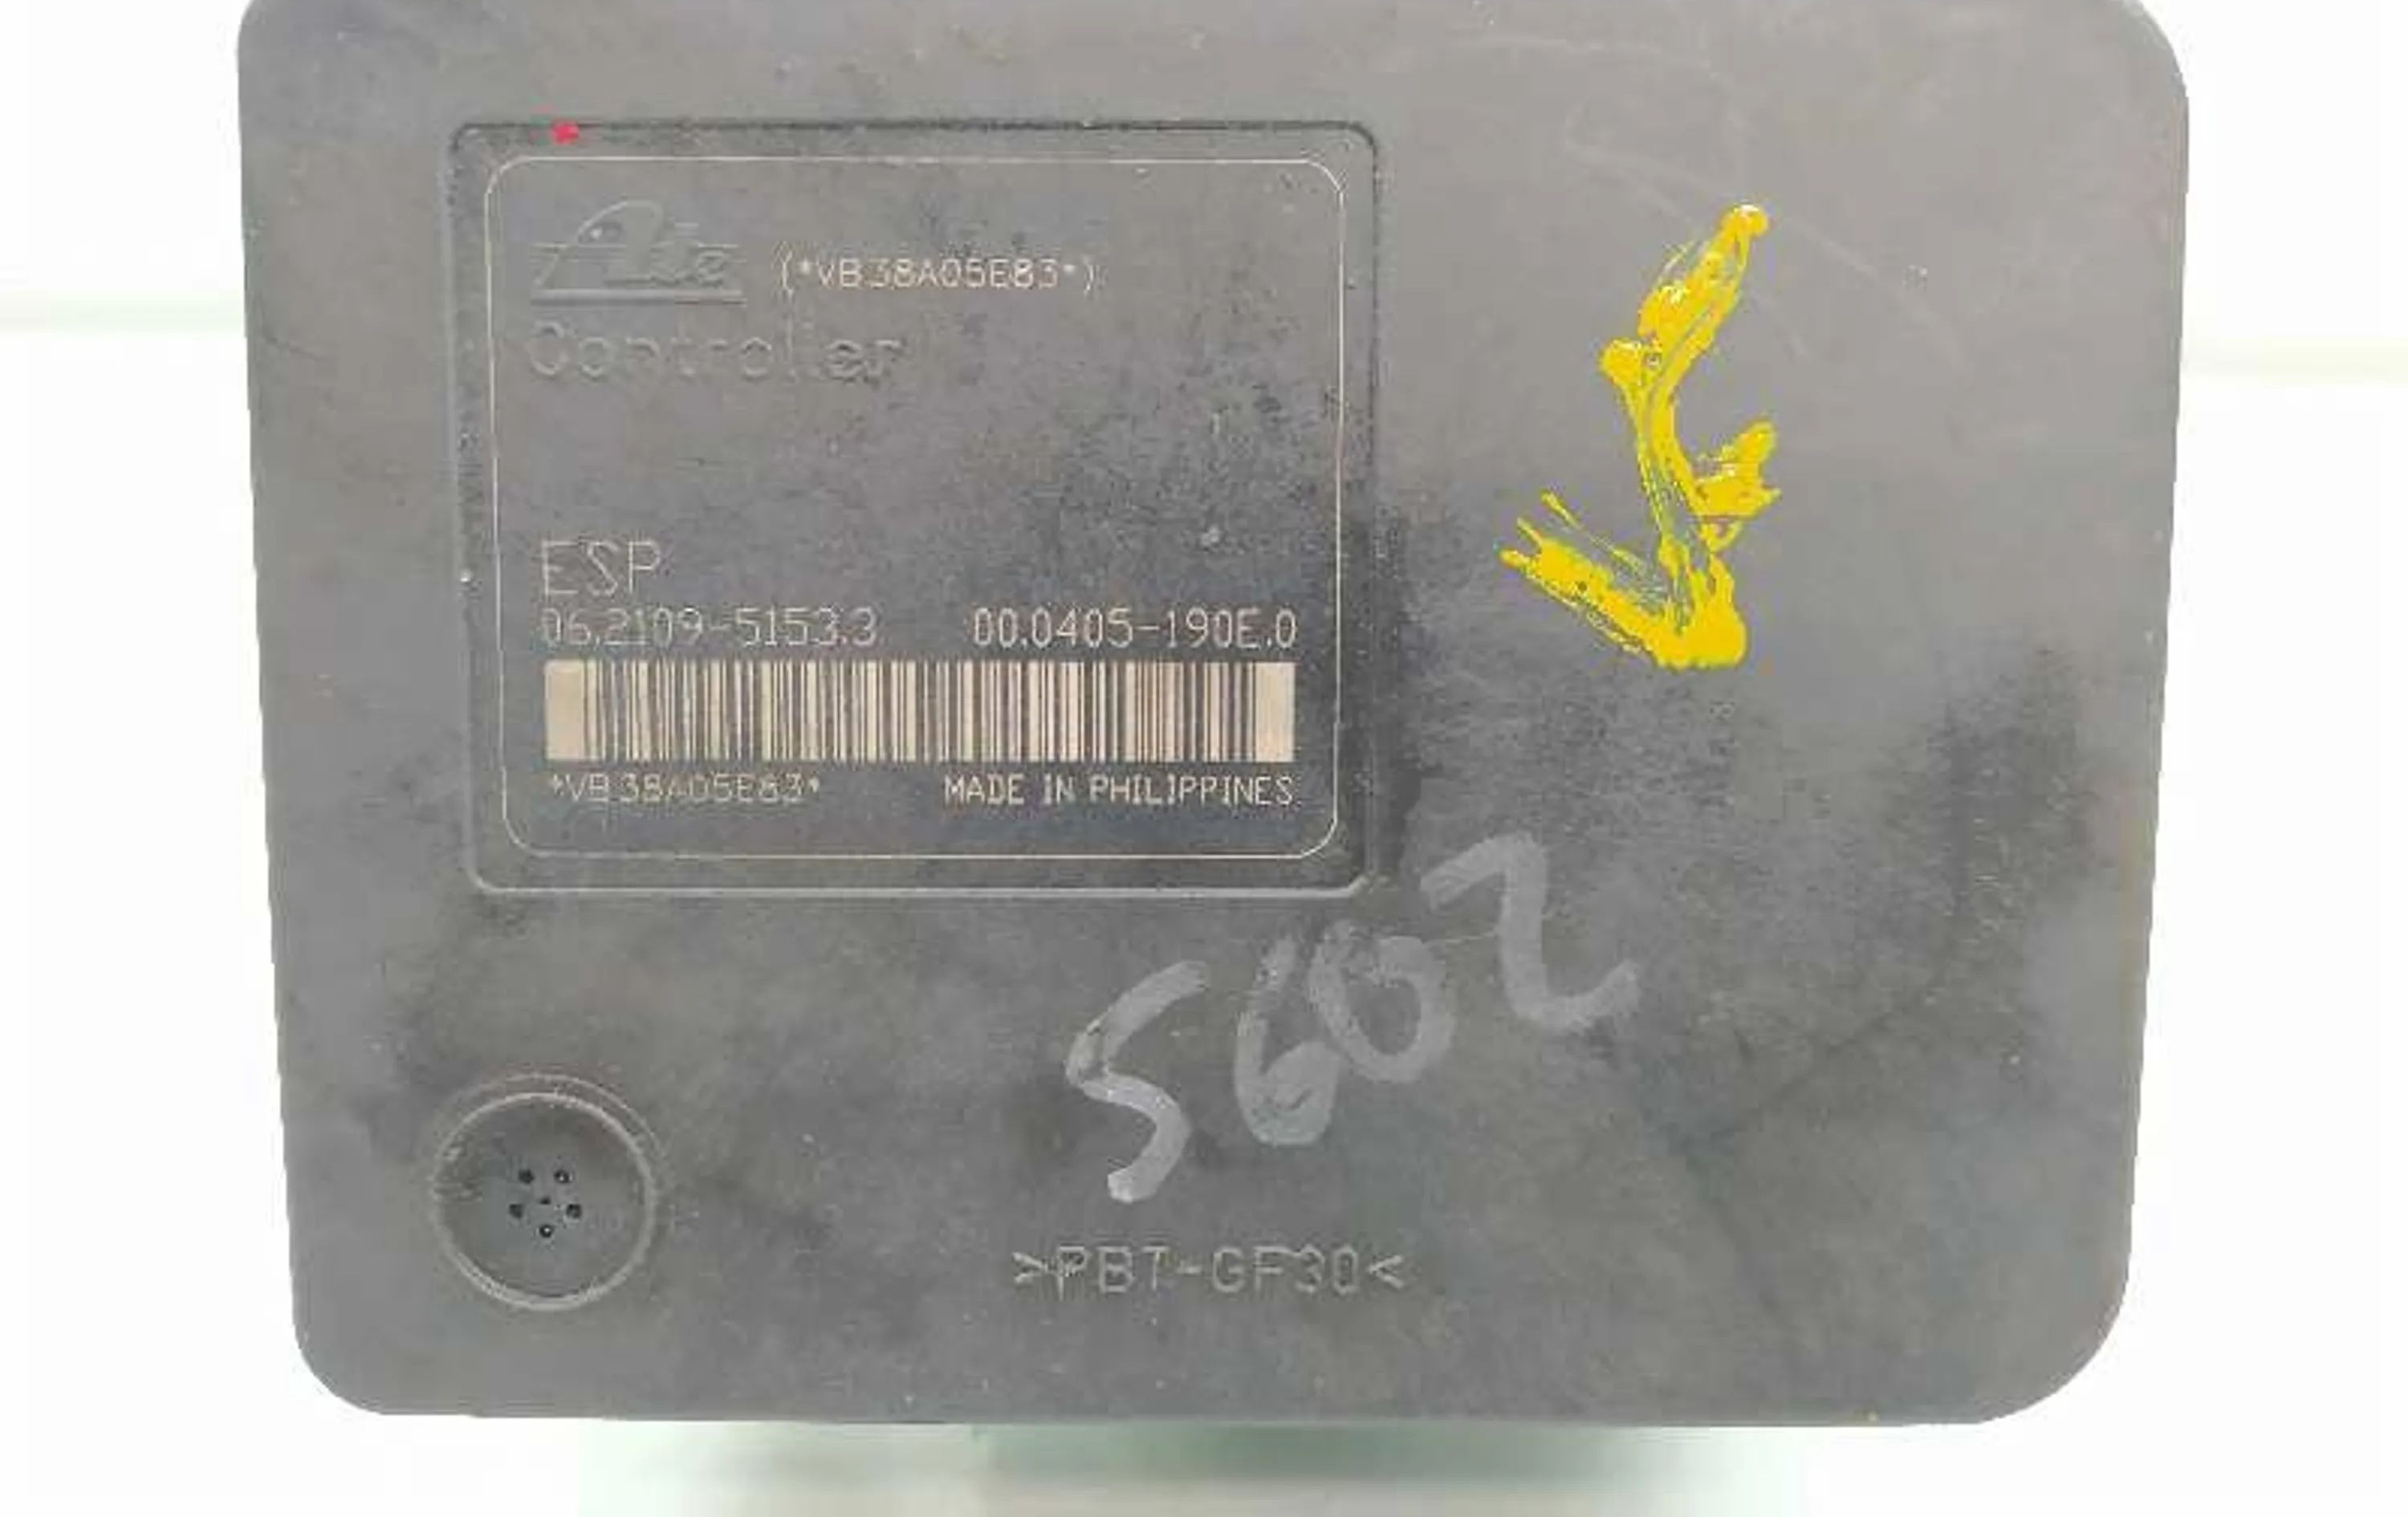 Ate (*VB38A05E83*)
Controller
ESP
06.2109-5153.3 00.0405-190E.0
*VB38A05E83* MADE IN PHILIPPINES
5602
>PBT-GF30<